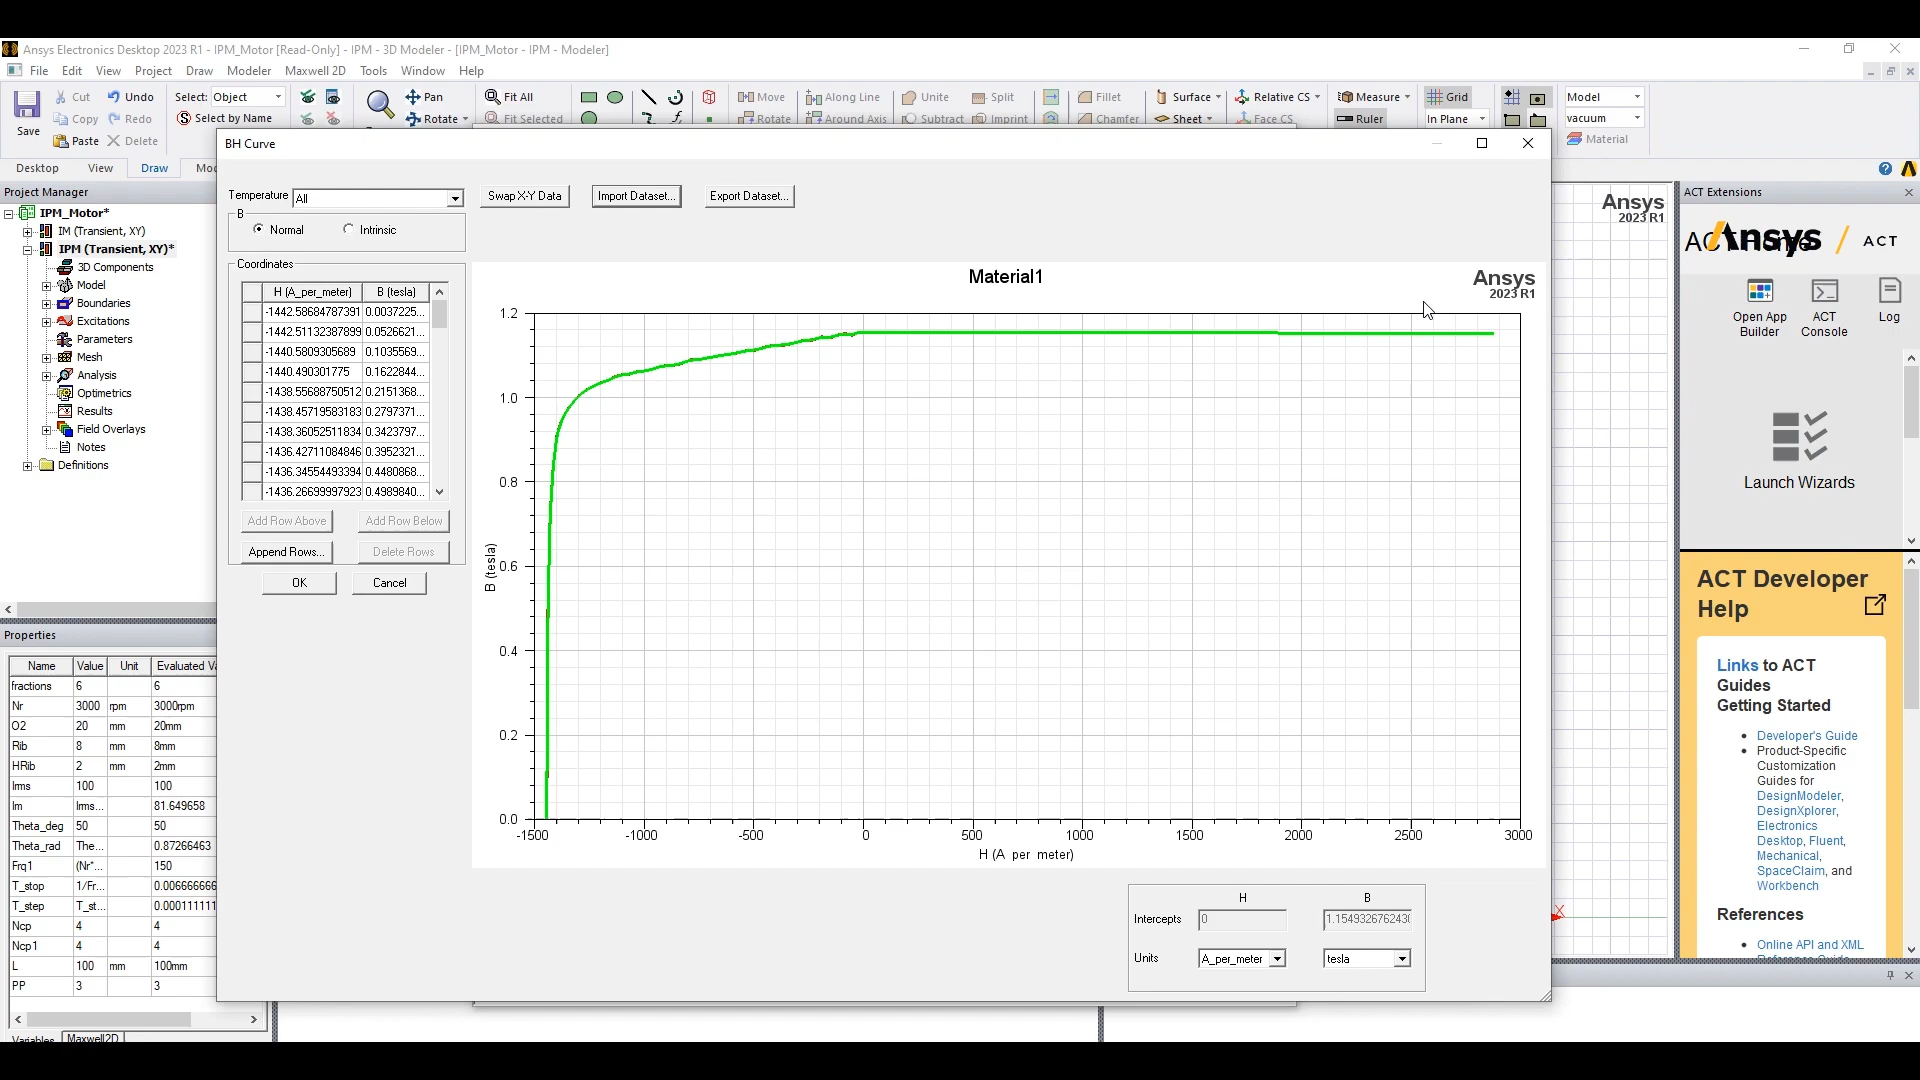 Ansys Electronics Desktop 2023 R1 - IPM_Motor [Read-Only] - IPM - 3D Modeler - [IPM_Motor - IPM - Modeler]
File Edit View Project Draw Modeler Maxwell 2D Tools Window Help
Save
Cut Undo
Copy Redo
Paste Delete
Select: Object
Select by Name
Pan
Rotate
Fit All
Fit Selected
Move
Rotate
Along Line
Around Axis
Unite
Subtract
Split
Imprint
Fillet
Chamfer
Surface
Sheet
Relative CS
Face CS
Measure
Ruler
Grid
In Plane
Model
vacuum
Material
Desktop View Draw
Project Manager
IPM_Motor*
IM (Transient, XY)
IPM (Transient, XY)*
3D Components
Model
Boundaries
Excitations
Parameters
Mesh
Analysis
Optimetrics
Results
Field Overlays
Notes
Definitions
Properties
Name Value Unit Evaluated
fractions 6 6
Nr 3000 rpm 3000rpm
O2 20 mm 20mm
Rib 8 mm 8mm
HRib 2 mm 2mm
Irms 100 100
Im Irms... 81.649658
Theta_deg 50 50
Theta_rad The... 0.87266463
Frq1 (Nr*... 150
T_stop 1/Fr... 0.006666666
T_step T_st... 0.000111111
Ncp 4 4
Ncp1 4 4
L 100 mm 100mm
PP 3 3
Variables Maxwell2D
BH Curve
Temperature All
Swap X-Y Data Import Dataset... Export Dataset...
B
Normal Intrinsic
Coordinates
H (A_per_meter) B (tesla)
-1442.58684787391 0.0037225...
-1442.51132387899 0.0526621...
-1440.5809305689 0.1035569...
-1440.490301775 0.1622844...
-1438.55688750512 0.2151368...
-1438.45719583183 0.2797371...
-1438.36052511834 0.3423797...
-1436.42711084846 0.3952321...
-1436.34554493394 0.4480868...
-1436.26699997923 0.4989840...
Add Row Above Add Row Below
Append Rows... Delete Rows
OK Cancel
Material1
Ansys
2023 R1
1.2
1.0
0.8
0.6
0.4
0.2
0.0
B (tesla)
-1500 -1000 -500 0 500 1000 1500 2000 2500 3000
H (A per meter)
H B
Intercepts 0
Units A_per_meter tesla
Ansys
2023 R1
X
ACT Extensions
Ansys / ACT
Open App
Builder
ACT
Console
Log
Launch Wizards
ACT Developer
Help
Links to ACT
Guides
Getting Started
Developer's Guide
Product-Specific
Customization
Guides for
DesignModeler,
DesignXplorer,
Electronics
Desktop, Fluent,
Mechanical,
SpaceClaim, and
Workbench
References
Online API and XML